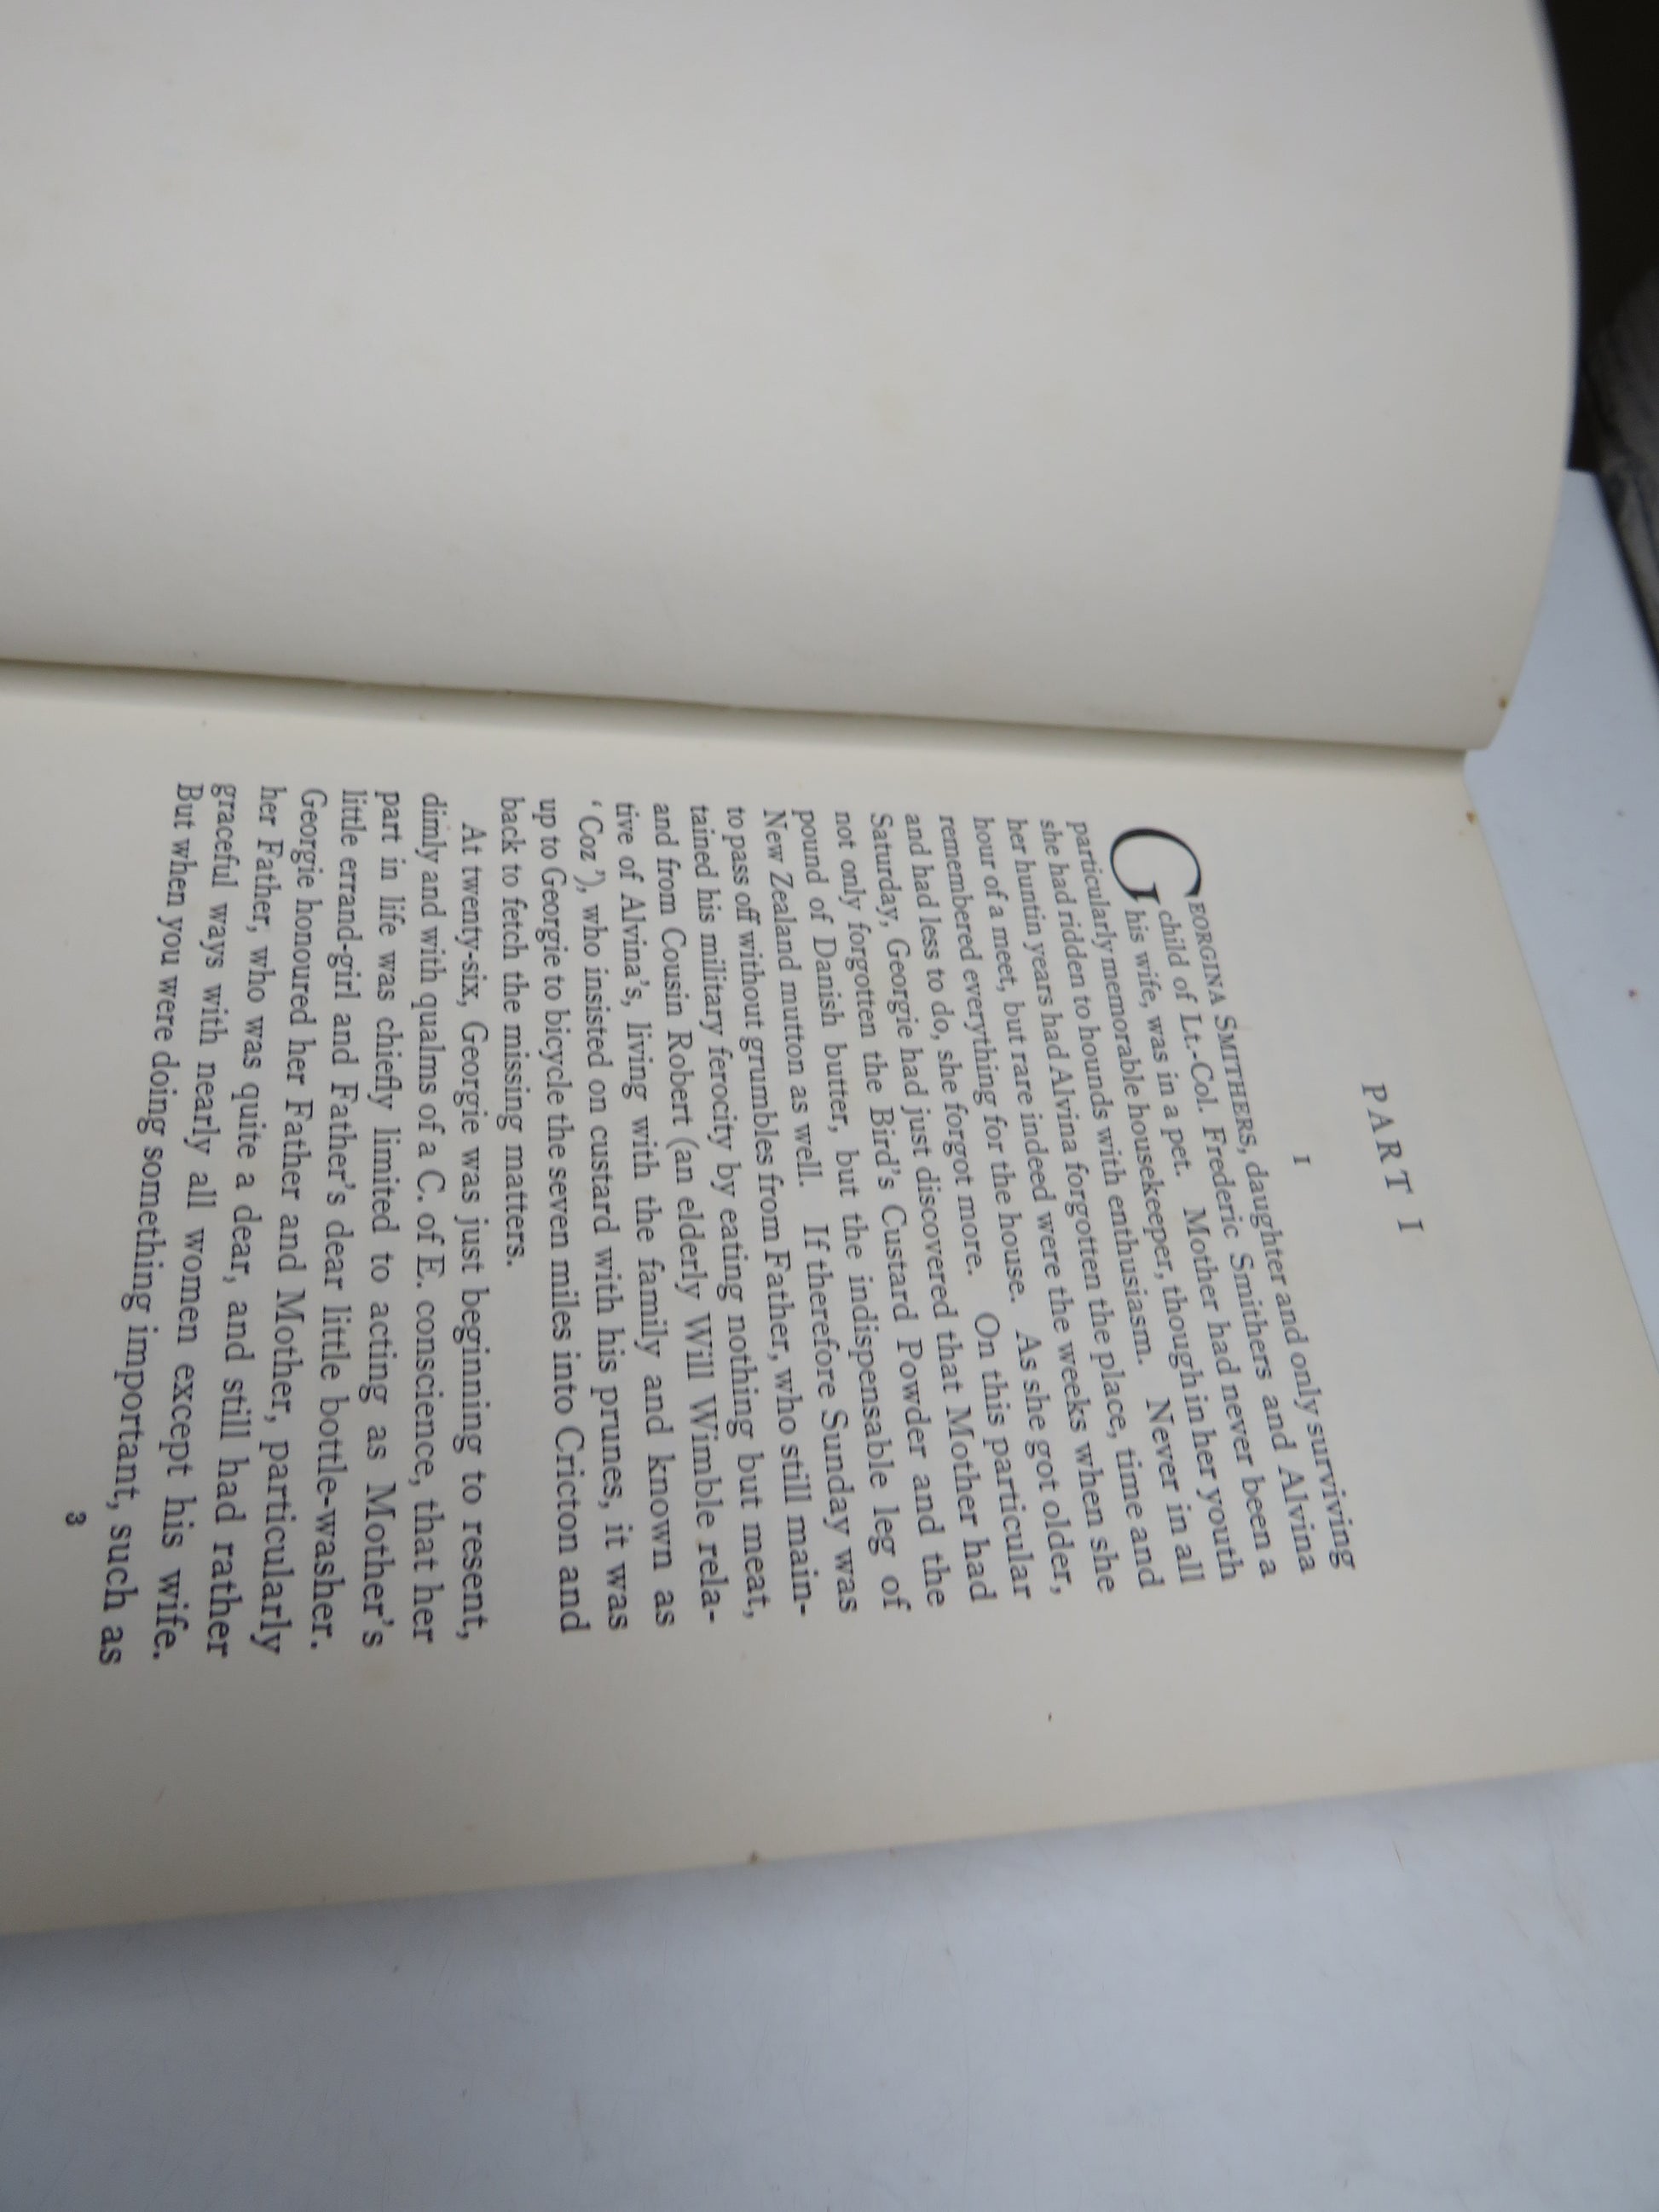 PART I
I
GEORGINA SMITHERS, daughter and only surviving
child of Lt.-Col. Frederic Smithers and Alvina
his wife, was in a pet. Mother had never been a
particularly memorable housekeeper, though in her youth
she had ridden to hounds with enthusiasm. Never in all
her huntin years had Alvina forgotten the place, time and
hour of a meet, but rare indeed were the weeks when she
remembered everything for the house. As she got older,
and had less to do, she forgot more. On this particular
Saturday, Georgie had just discovered that Mother had
not only forgotten the Bird's Custard Powder and the
pound of Danish butter, but the indispensable leg of
New Zealand mutton as well. If therefore Sunday was
to pass off without grumbles from Father, who still main-
tained his military ferocity by eating nothing but meat,
and from Cousin Robert (an elderly Will Wimble rela-
tive of Alvina's, living with the family and known as
‘Coz’), who insisted on custard with his prunes, it was
up to Georgie to bicycle the seven miles into Cricton and
back to fetch the missing matters.
At twenty-six, Georgie was just beginning to resent,
dimly and with qualms of a C. of E. conscience, that her
part in life was chiefly limited to acting as Mother's
little errand-girl and Father's dear little bottle-washer.
Georgie honoured her Father and Mother, particularly
her Father, who was quite a dear, and still had rather
graceful ways with nearly all women except his wife.
But when you were doing something important, such as
3